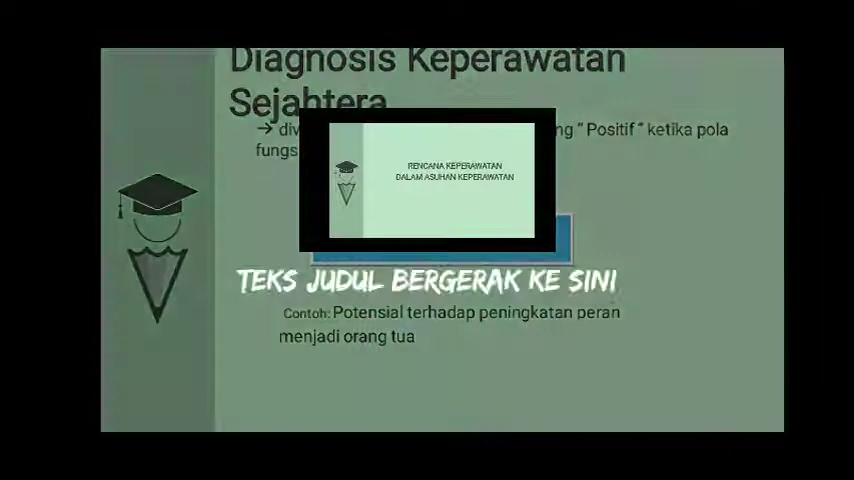 Diagnosis Keperawatan
Sejahtera
→ div ng “ Positif ” ketika pola
fungs
RENCANA KEPERAWATAN
DALAM ASUHAN KEPERAWATAN
TEKS JUDUL BERGERAK KE SINI
Contoh: Potensial terhadap peningkatan peran
menjadi orang tua